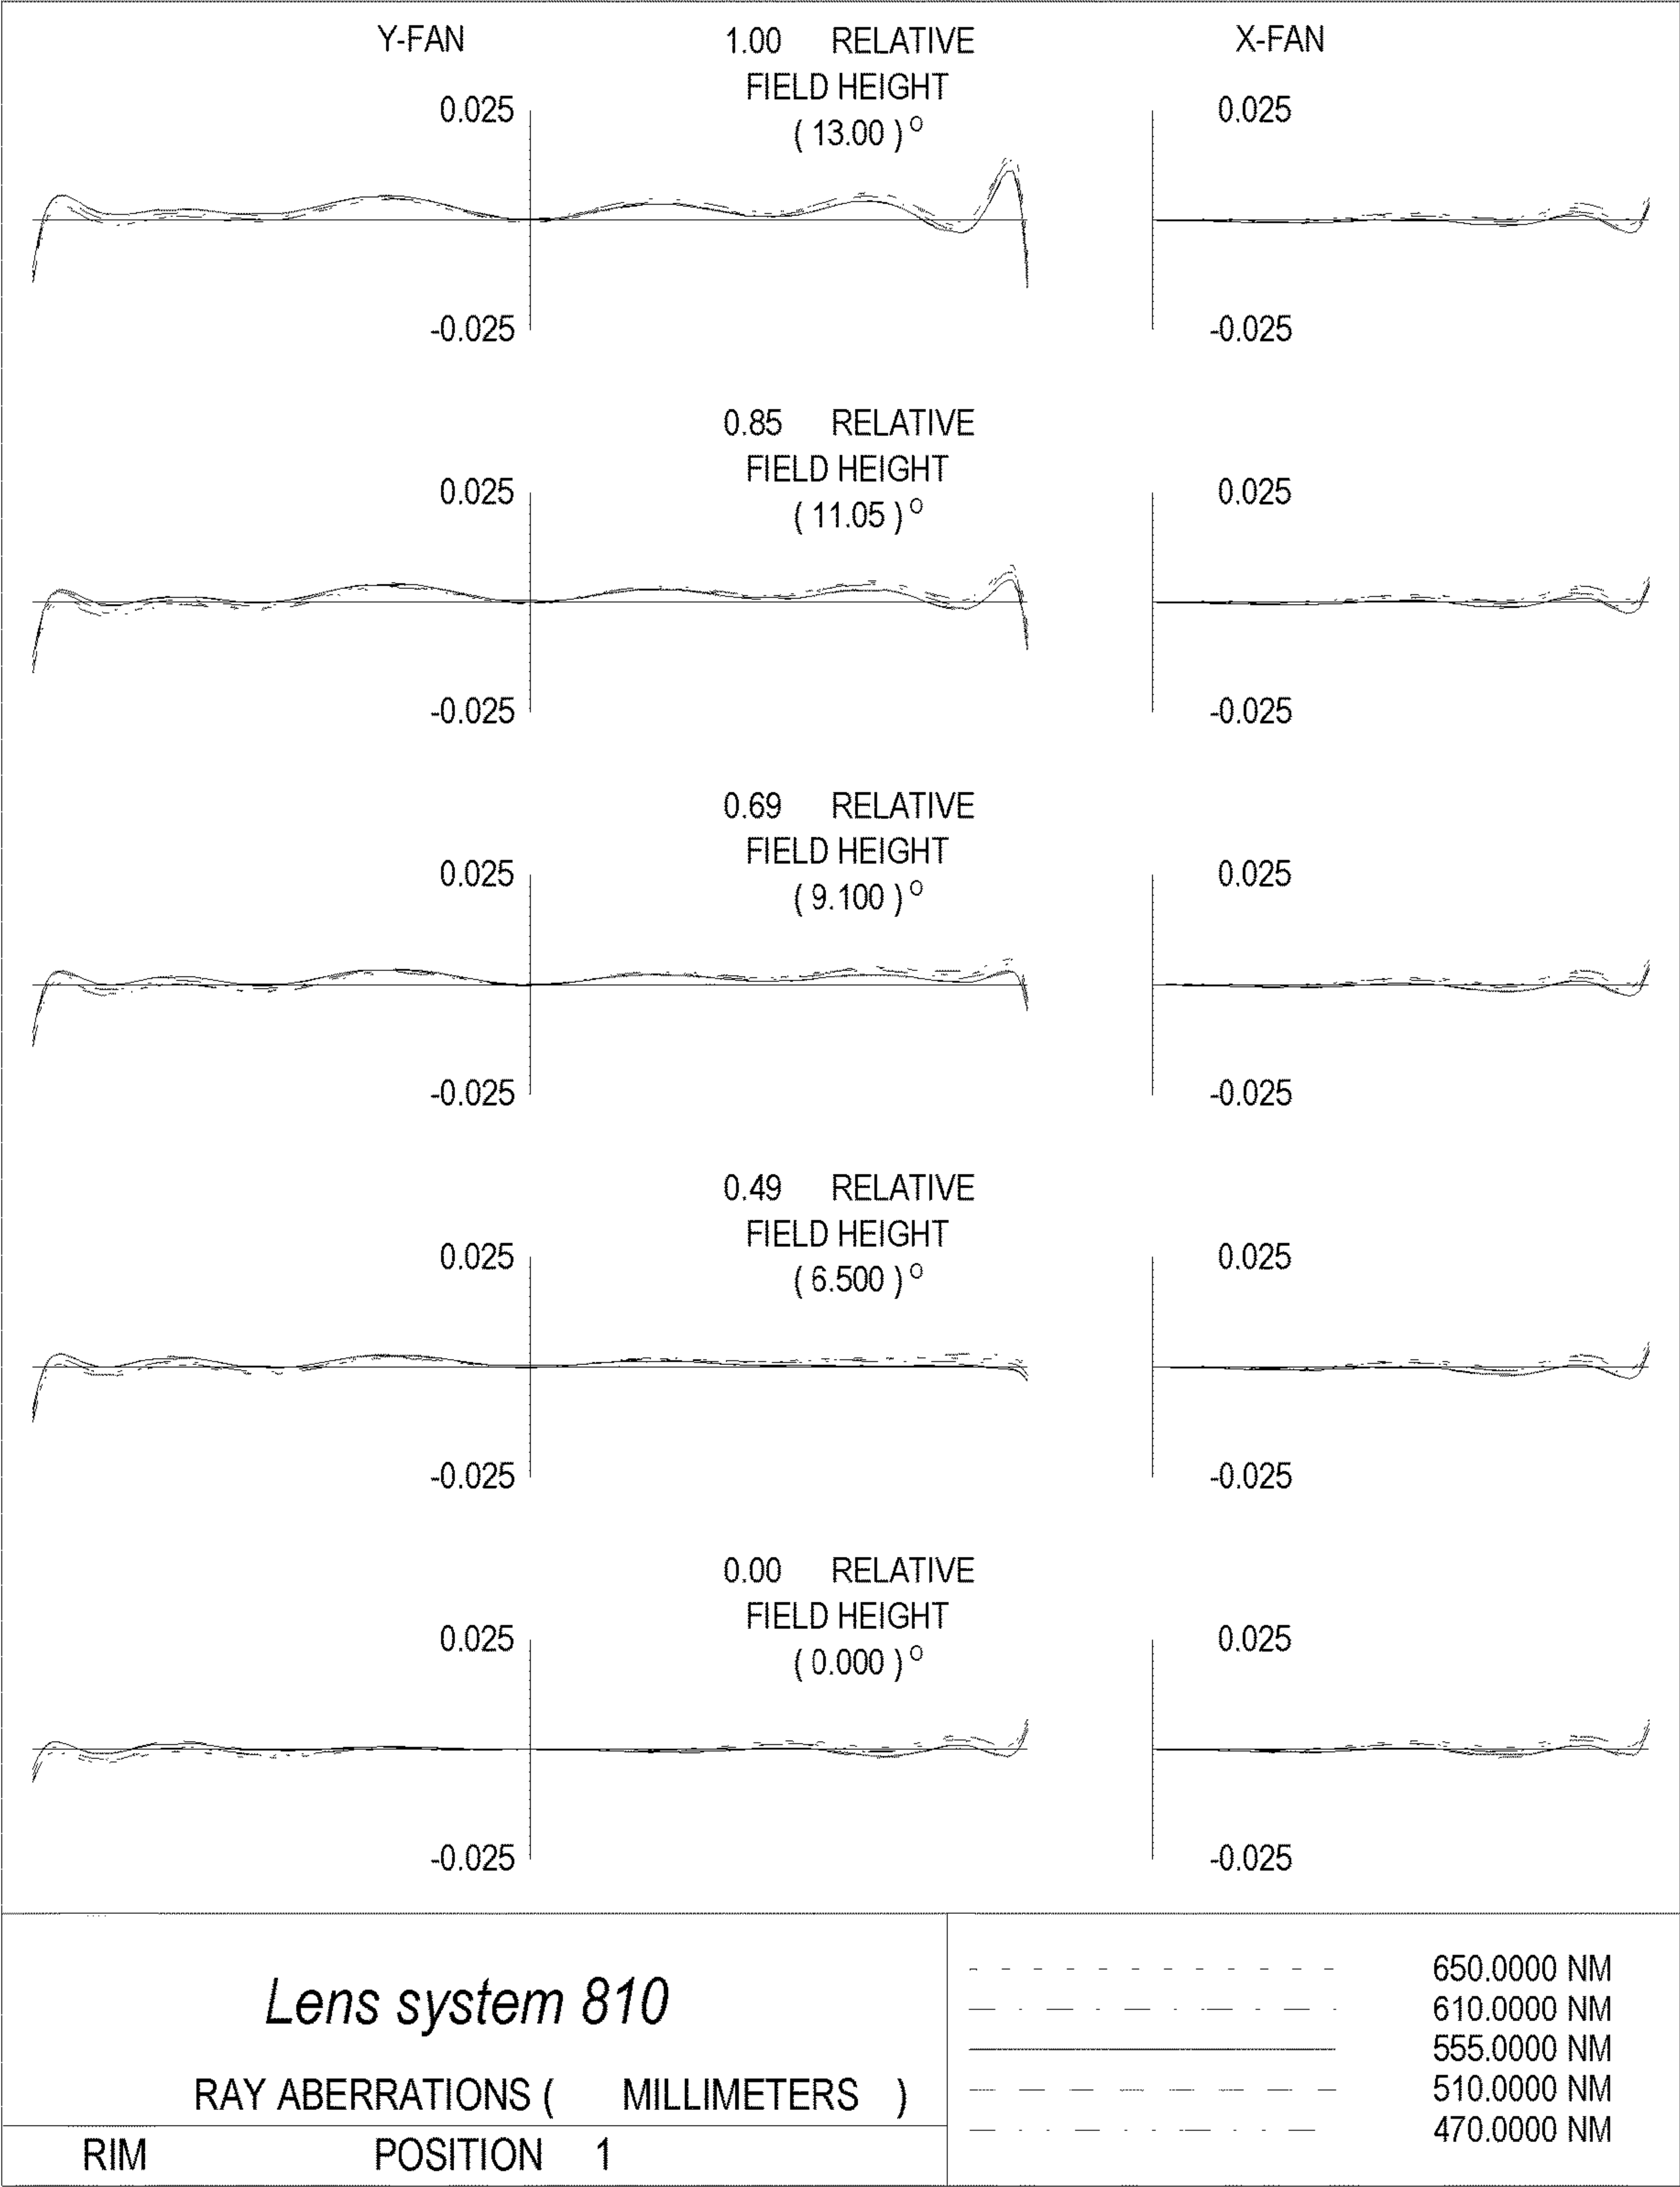 Y-FAN 1.00 RELATIVE X-FAN
FIELD HEIGHT
0.025 ( 13.00 )° 0.025
-0.025 -0.025
0.85 RELATIVE
FIELD HEIGHT
0.025 ( 11.05 )° 0.025
-0.025 -0.025
0.69 RELATIVE
FIELD HEIGHT
0.025 ( 9.100 )° 0.025
-0.025 -0.025
0.49 RELATIVE
FIELD HEIGHT
0.025 ( 6.500 )° 0.025
-0.025 -0.025
0.00 RELATIVE
FIELD HEIGHT
0.025 ( 0.000 )° 0.025
-0.025 -0.025
Lens system 810
RAY ABERRATIONS ( MILLIMETERS )
RIM POSITION 1
650.0000 NM
610.0000 NM
555.0000 NM
510.0000 NM
470.0000 NM